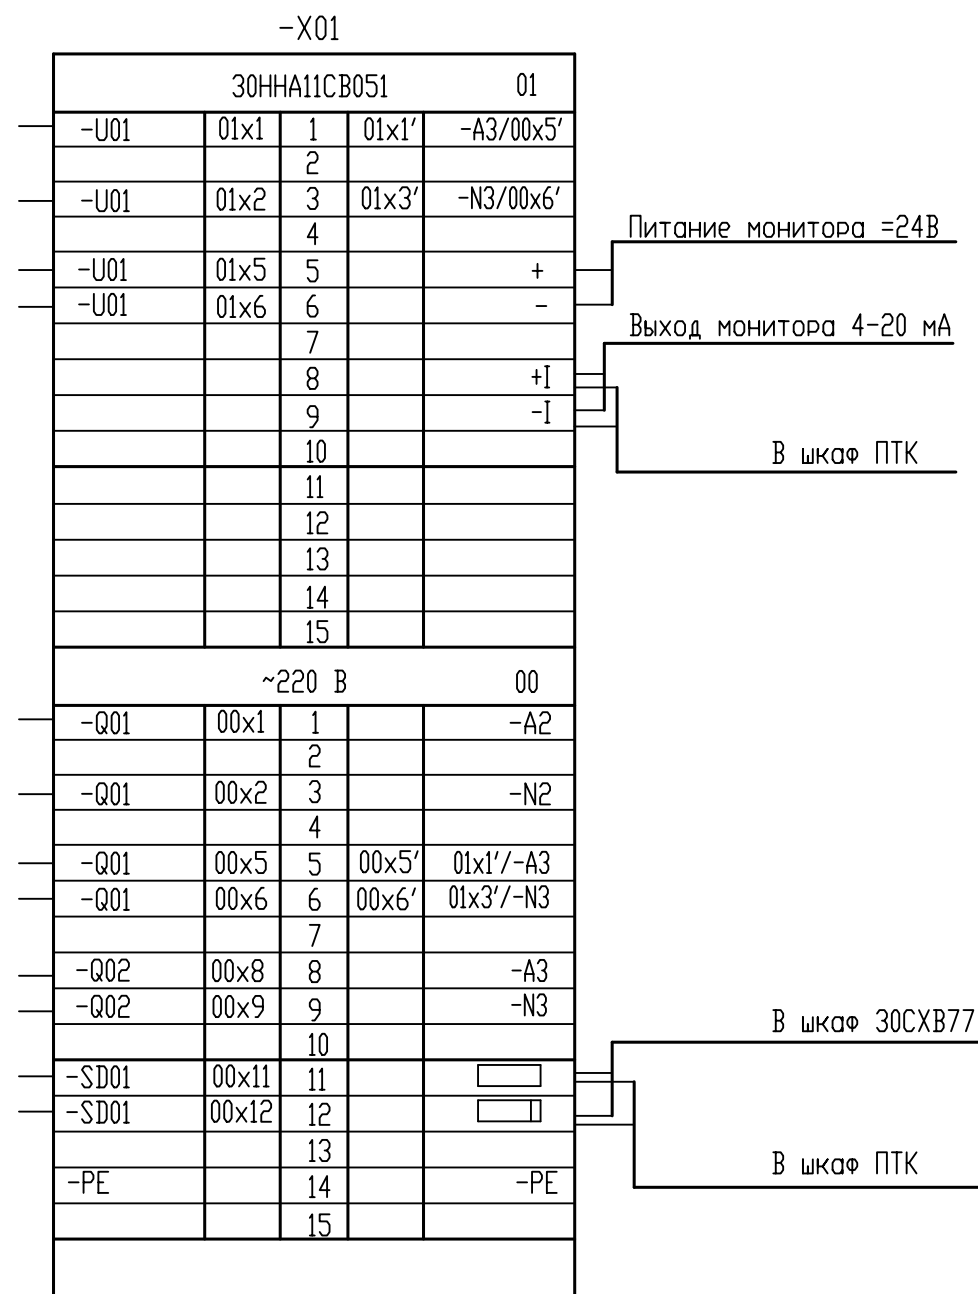 -X01
30HHA11CB051 01
-U01 01x1 1 01x1' -A3/00x5'
2
-U01 01x2 3 01x3' -N3/00x6'
4
Питание монитора =24В
-U01 01x5 5 +
-U01 01x6 6 -
Выход монитора 4-20 мА
7
8 +I
9 -I
10
В шкаф ПТК
11
12
13
14
15
~220 В 00
-Q01 00x1 1 -A2
2
-Q01 00x2 3 -N2
4
-Q01 00x5 5 00x5' 01x1'/-A3
-Q01 00x6 6 00x6' 01x3'/-N3
7
-Q02 00x8 8 -A3
-Q02 00x9 9 -N3
В шкаф 30СХВ77
10
-SD01 00x11 11
-SD01 00x12 12
13
В шкаф ПТК
-PE 14 -PE
15